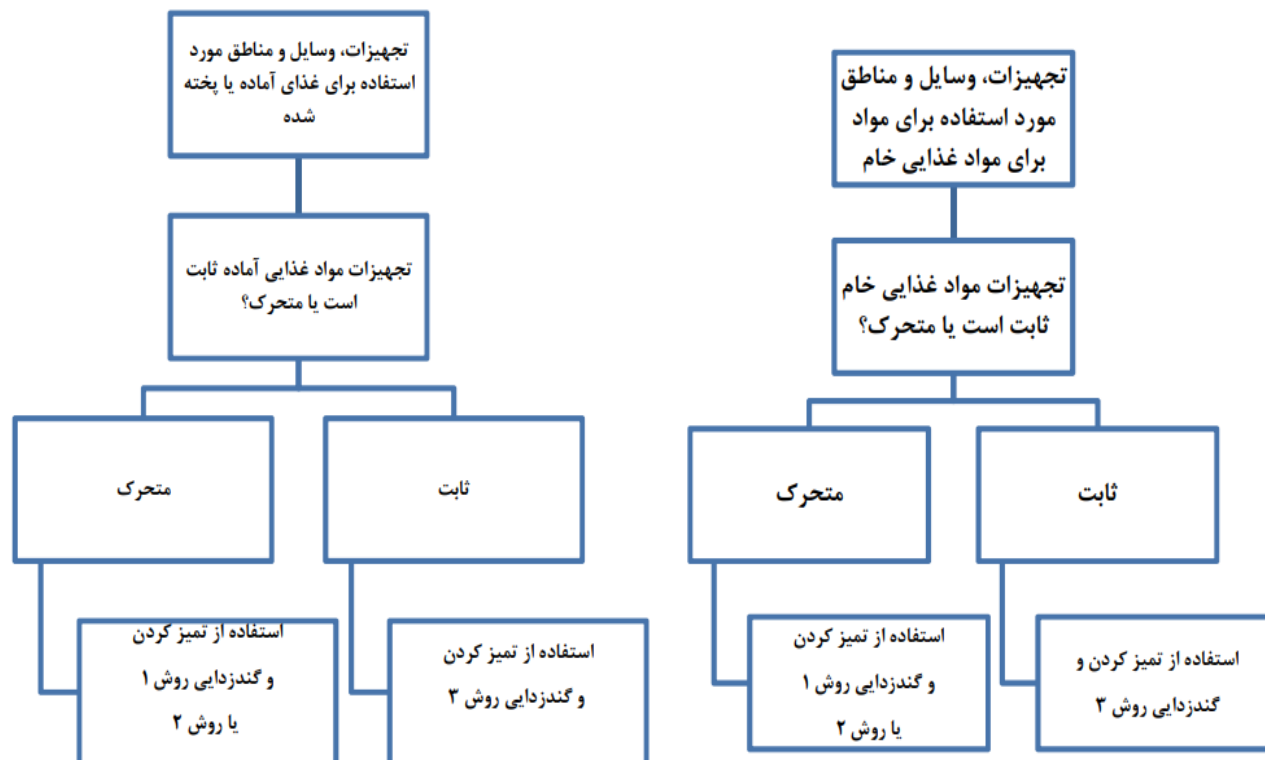 تجهیزات، وسایل و مناطق
مورد استفاده برای مواد
برای مواد غذایی خام
تجهیزات مواد غذایی خام
ثابت است یا متحرک؟
ثابت
متحرک
استفاده از تمیز کردن و
گندزدایی روش ۳
استفاده از تمیز کردن
و گندزدایی روش ۱
یا روش ۲
تجهیزات، وسایل و مناطق مورد
استفاده برای غذای آماده یا پخته
شده
تجهیزات مواد غذایی آماده ثابت
است یا متحرک؟
ثابت
متحرک
استفاده از تمیز کردن
و گندزدایی روش ۳
استفاده از تمیز کردن
و گندزدایی روش ۱
یا روش ۲